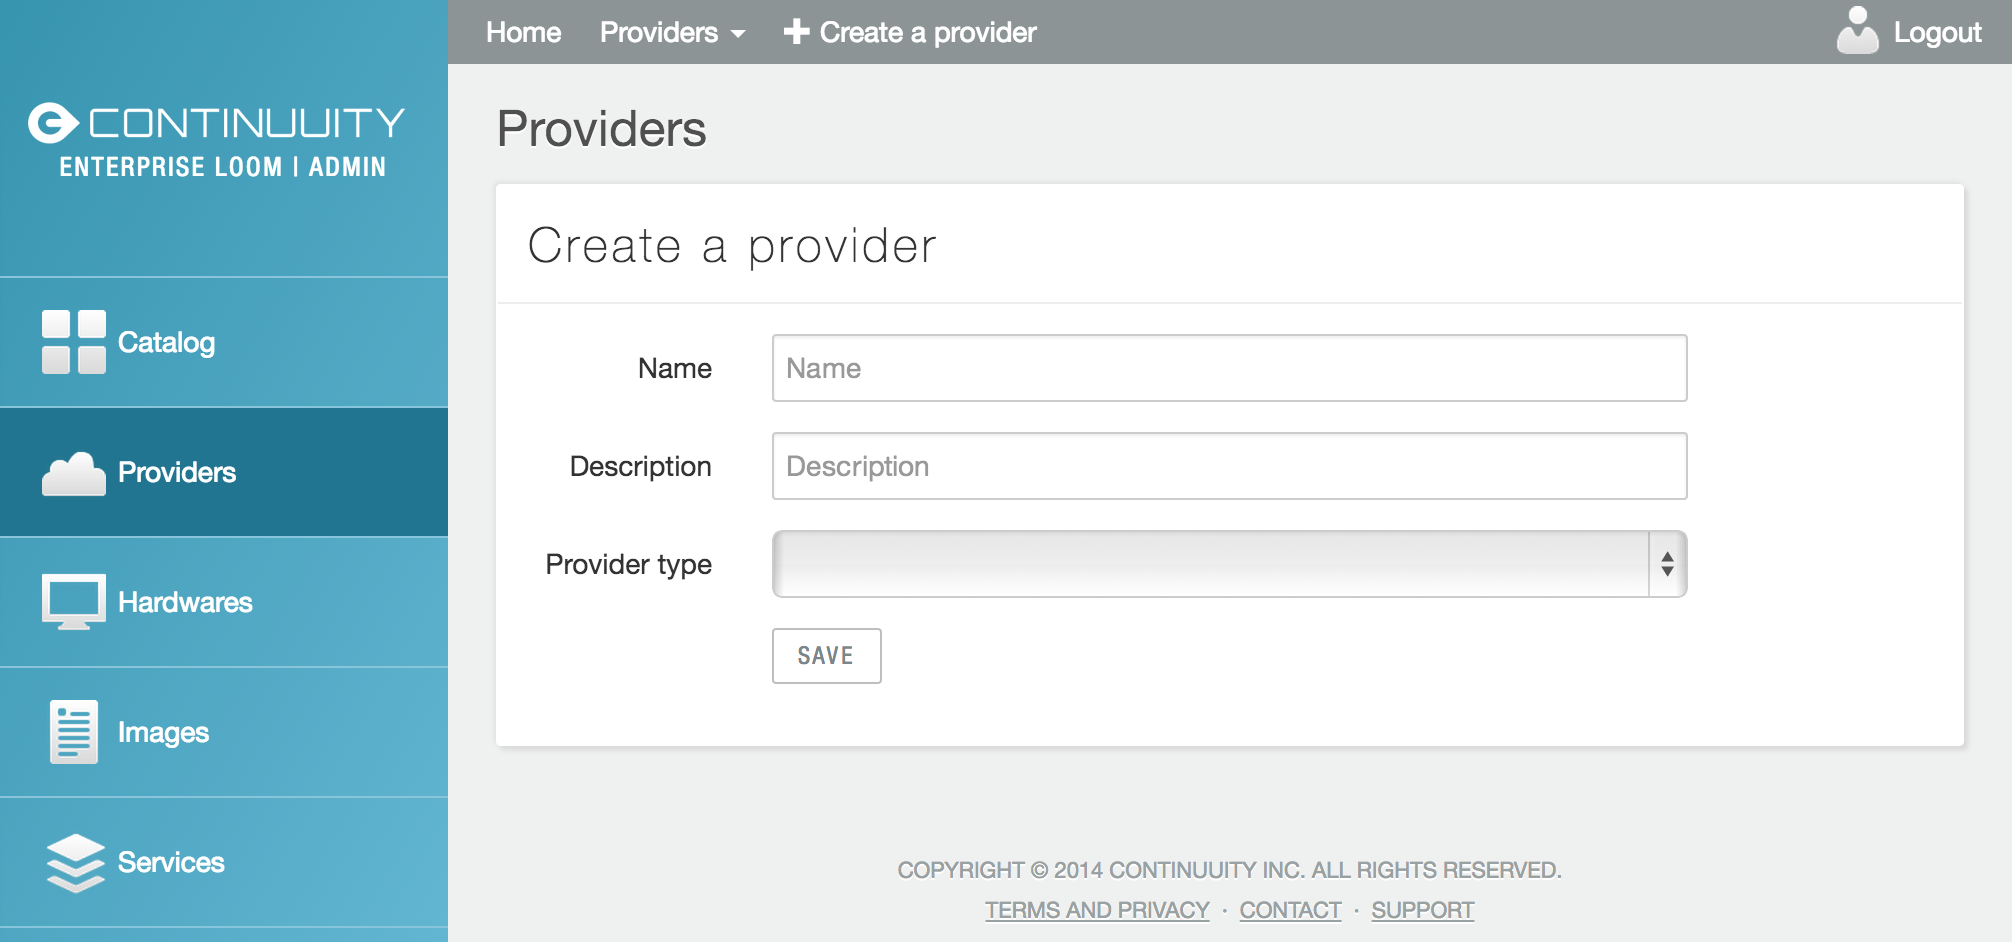 CONTINUUITY
ENTERPRISE LOOM | ADMIN
Catalog
Providers
Hardwares
Images
Services
Home Providers Create a provider Logout
Providers
Create a provider
Name Name
Description Description
Provider type
SAVE
COPYRIGHT © 2014 CONTINUUITY INC. ALL RIGHTS RESERVED.
TERMS AND PRIVACY · CONTACT · SUPPORT